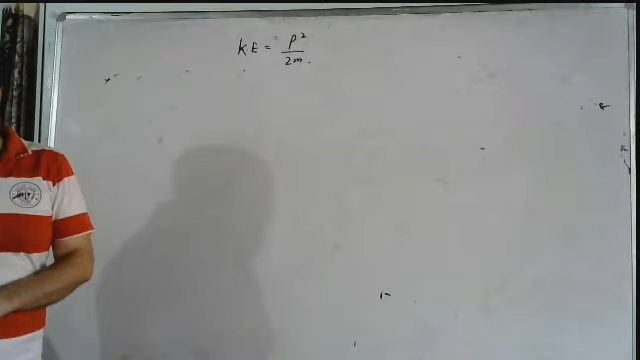 KE = p²/2m.